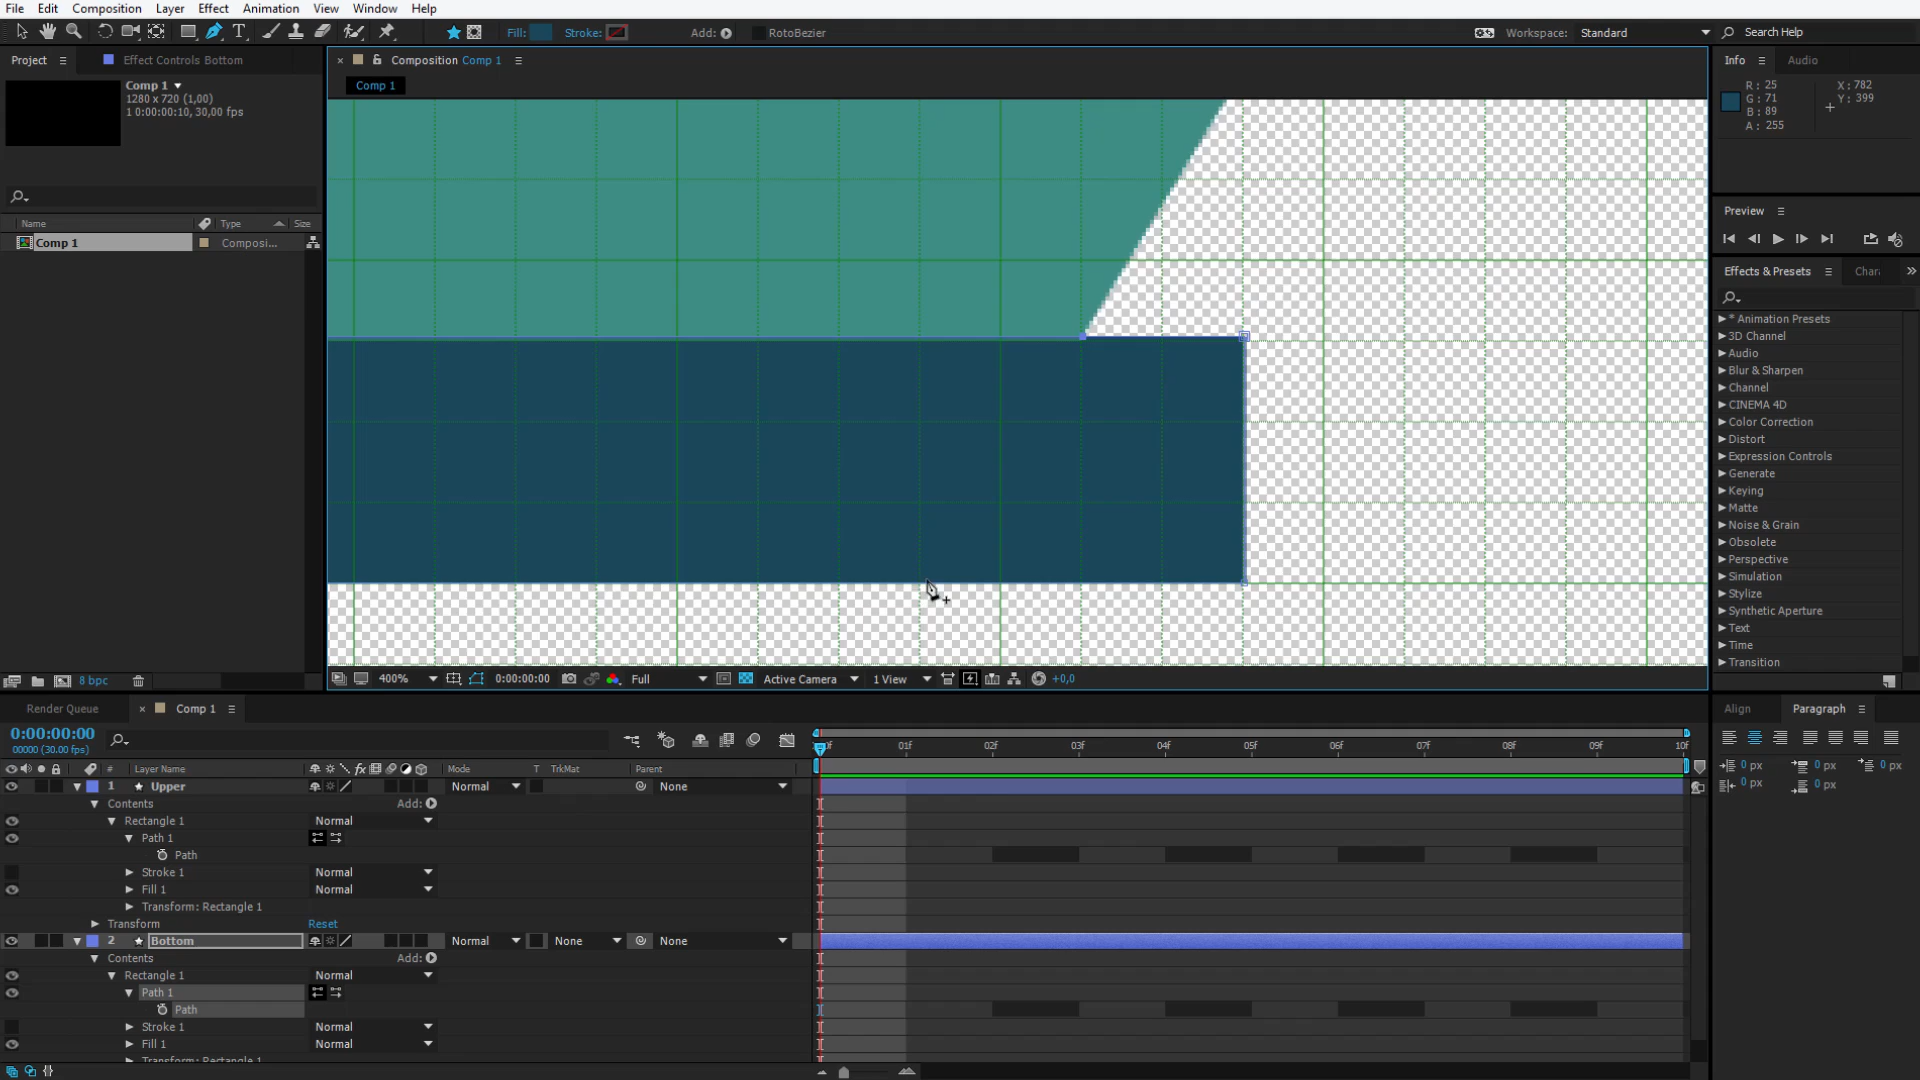 File Edit Composition Layer Effect Animation View Window Help
Fill: Stroke: Add: RotoBezier Workspace: Standard Search Help
Project Effect Controls Bottom
Comp 1
1280 x 720 (1,00)
1 0:00:00:10, 30,00 fps
Name Type Size
Comp 1 Composi...
8 bpc
Composition Comp 1
Comp 1
400% 0:00:00:00 Full Active Camera 1 View +0,0
Info Audio
R: 25 X: 782
G: 71 Y: 399
B: 89
A: 255
Preview
Effects & Presets Chara
* Animation Presets
3D Channel
Audio
Blur & Sharpen
Channel
CINEMA 4D
Color Correction
Distort
Expression Controls
Generate
Keying
Matte
Noise & Grain
Obsolete
Perspective
Simulation
Stylize
Synthetic Aperture
Text
Time
Transition
Render Queue Comp 1
0:00:00:00
00000 (30.00 fps)
01f 02f 03f 04f 05f 06f 07f 08f 09f 10f
# Layer Name fx Mode T TrkMat Parent
1 Upper Normal None
Contents Add:
Rectangle 1 Normal
Path 1
Path
Stroke 1 Normal
Fill 1 Normal
Transform: Rectangle 1
Transform Reset
2 Bottom Normal None None
Contents Add:
Rectangle 1 Normal
Path 1
Path
Stroke 1 Normal
Fill 1 Normal
Transform: Rectangle 1
Align Paragraph
0 px 0 px 0 px
0 px 0 px